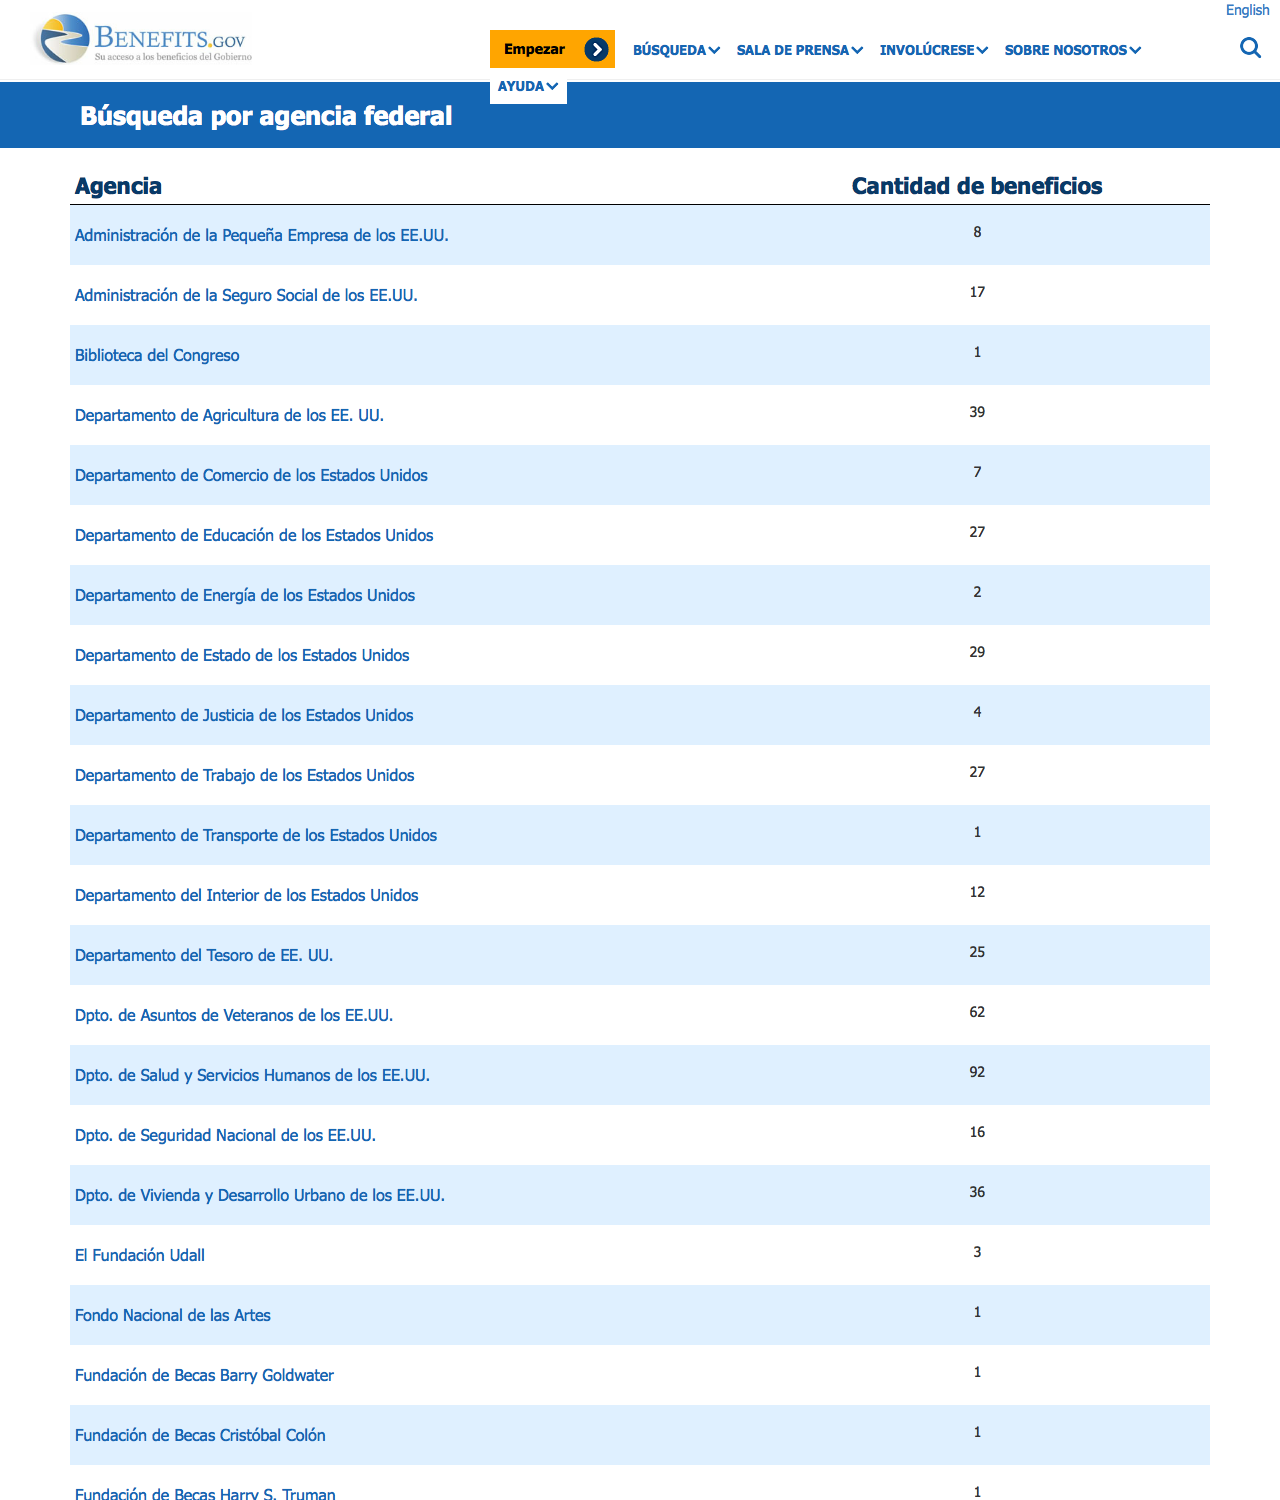 English
BENEFITS.GOV
Su acceso a los beneficios del Gobierno
Empezar
BÚSQUEDA
SALA DE PRENSA
INVOLÚCRESE
SOBRE NOSOTROS
AYUDA
Búsqueda por agencia federal
Agencia Cantidad de beneficios
Administración de la Pequeña Empresa de los EE.UU. 8
Administración de la Seguro Social de los EE.UU. 17
Biblioteca del Congreso 1
Departamento de Agricultura de los EE. UU. 39
Departamento de Comercio de los Estados Unidos 7
Departamento de Educación de los Estados Unidos 27
Departamento de Energía de los Estados Unidos 2
Departamento de Estado de los Estados Unidos 29
Departamento de Justicia de los Estados Unidos 4
Departamento de Trabajo de los Estados Unidos 27
Departamento de Transporte de los Estados Unidos 1
Departamento del Interior de los Estados Unidos 12
Departamento del Tesoro de EE. UU. 25
Dpto. de Asuntos de Veteranos de los EE.UU. 62
Dpto. de Salud y Servicios Humanos de los EE.UU. 92
Dpto. de Seguridad Nacional de los EE.UU. 16
Dpto. de Vivienda y Desarrollo Urbano de los EE.UU. 36
El Fundación Udall 3
Fondo Nacional de las Artes 1
Fundación de Becas Barry Goldwater 1
Fundación de Becas Cristóbal Colón 1
Fundación de Becas Harry S. Truman 1